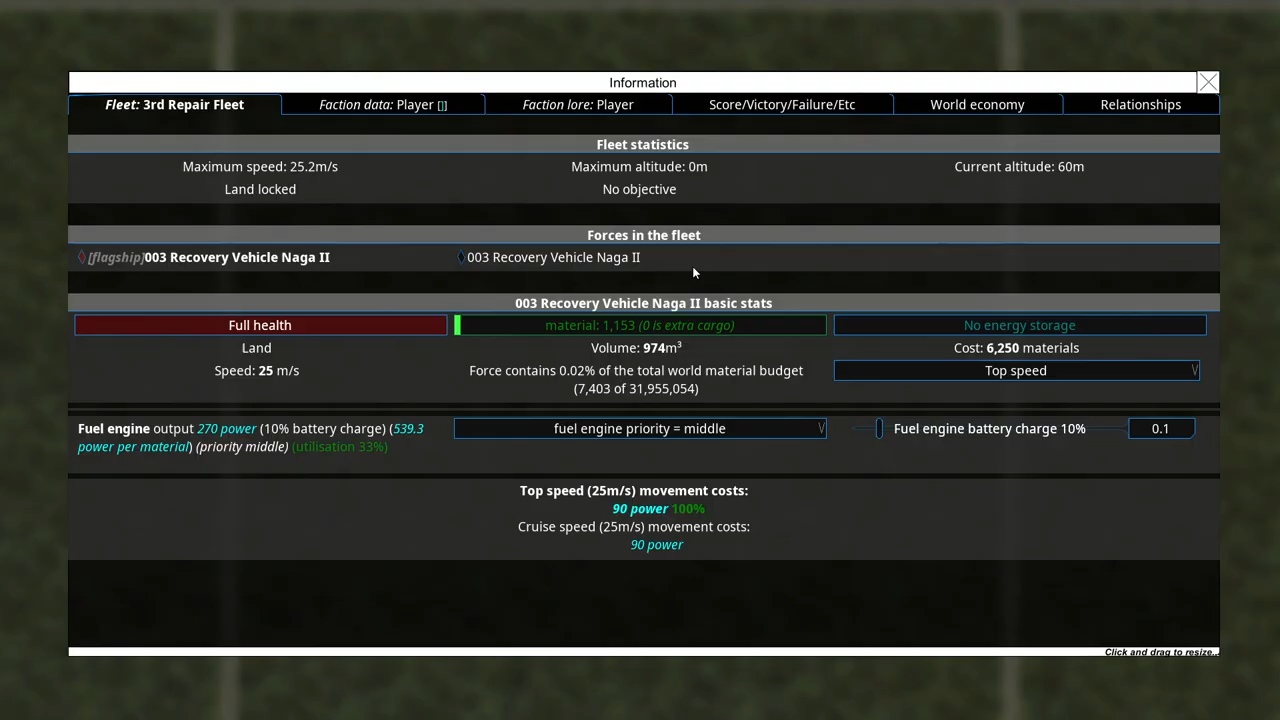 Information
Fleet: 3rd Repair Fleet
Faction data: Player []
Faction lore: Player
Score/Victory/Failure/Etc
World economy
Relationships
Fleet statistics
Maximum speed: 25.2m/s
Maximum altitude: 0m
Current altitude: 60m
Land locked
No objective
Forces in the fleet
[flagship]003 Recovery Vehicle Naga II
003 Recovery Vehicle Naga II
003 Recovery Vehicle Naga II basic stats
Full health
material: 1,153 (0 is extra cargo)
No energy storage
Land
Volume: 974m³
Cost: 6,250 materials
Speed: 25 m/s
Force contains 0.02% of the total world material budget
(7,403 of 31,955,054)
Top speed
V
Fuel engine output 270 power (10% battery charge) (539.3
power per material) (priority middle) (utilisation 33%)
fuel engine priority = middle
V
Fuel engine battery charge 10%
0.1
Top speed (25m/s) movement costs:
90 power 100%
Cruise speed (25m/s) movement costs:
90 power
Click and drag to resize...